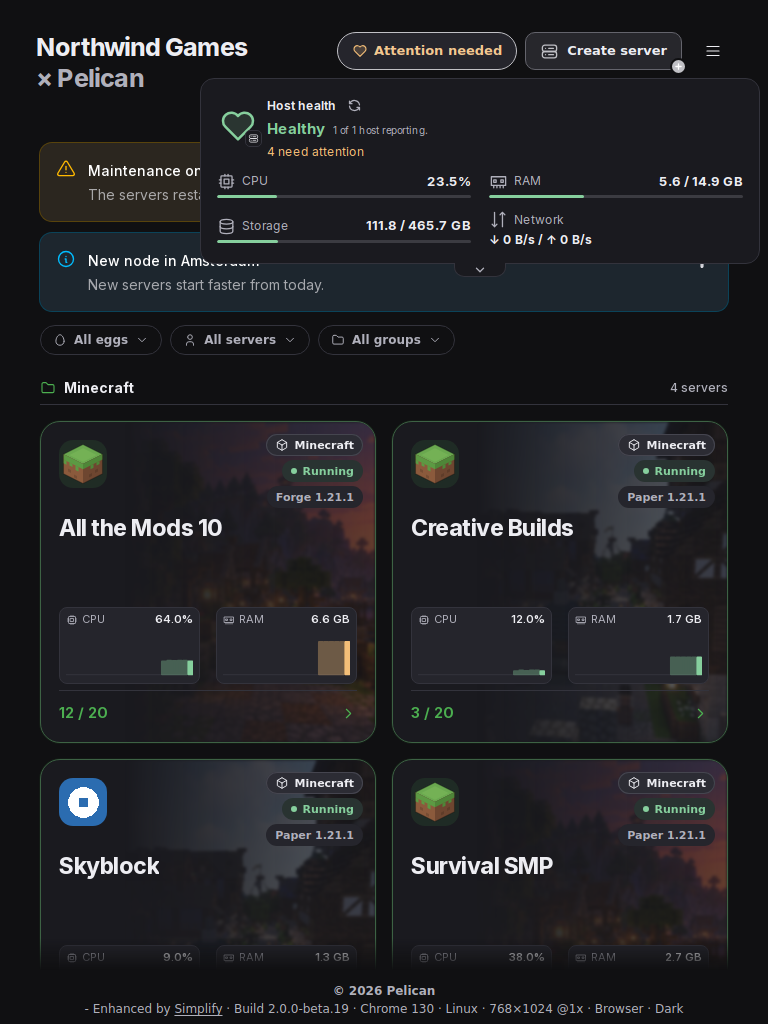 Northwind Games
× Pelican
Attention needed
Create server
Host health
Healthy 1 of 1 host reporting.
4 need attention
CPU 23.5%
RAM 5.6 / 14.9 GB
Storage 111.8 / 465.7 GB
Network
↓ 0 B/s / ↑ 0 B/s
Maintenance on
The servers resta
New node in Amsterdam
New servers start faster from today.
All eggs
All servers
All groups
Minecraft
4 servers
Minecraft
Running
Forge 1.21.1
All the Mods 10
CPU 64.0%
RAM 6.6 GB
12 / 20
Minecraft
Running
Paper 1.21.1
Creative Builds
CPU 12.0%
RAM 1.7 GB
3 / 20
Minecraft
Running
Paper 1.21.1
Skyblock
CPU 9.0%
RAM 1.3 GB
Minecraft
Running
Paper 1.21.1
Survival SMP
CPU 38.0%
RAM 2.7 GB
© 2026 Pelican
- Enhanced by Simplify · Build 2.0.0-beta.19 · Chrome 130 · Linux · 768×1024 @1x · Browser · Dark